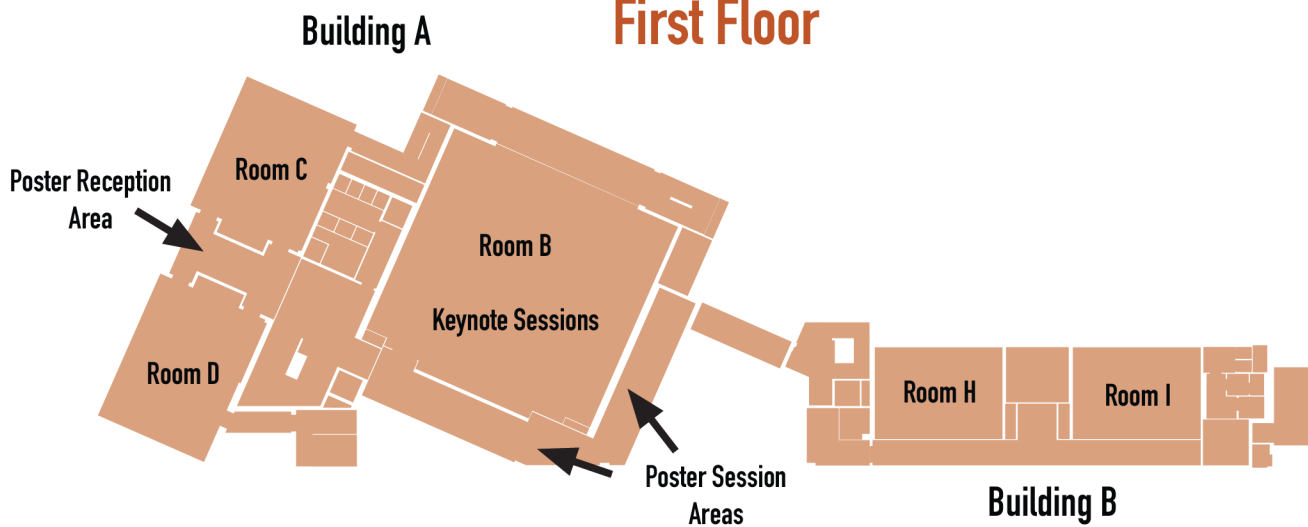 First Floor
Building A
Room C
Poster Reception
Area
Room B
Keynote Sessions
Room D
Room H
Room I
Poster Session
Areas
Building B